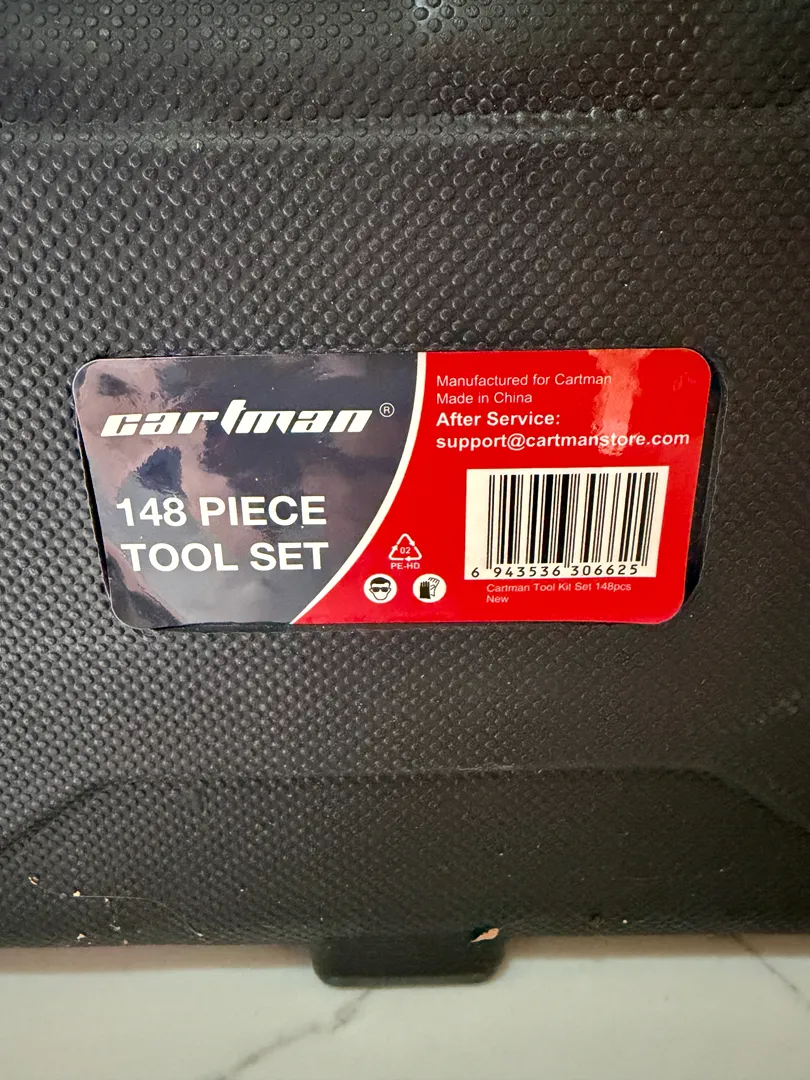 cartman®
148 PIECE
TOOL SET
Manufactured for Cartman
Made in China
After Service:
support@cartmanstore.com
02
PE-HD
6 943536 306625
Cartman Tool Kit Set 148pcs
New